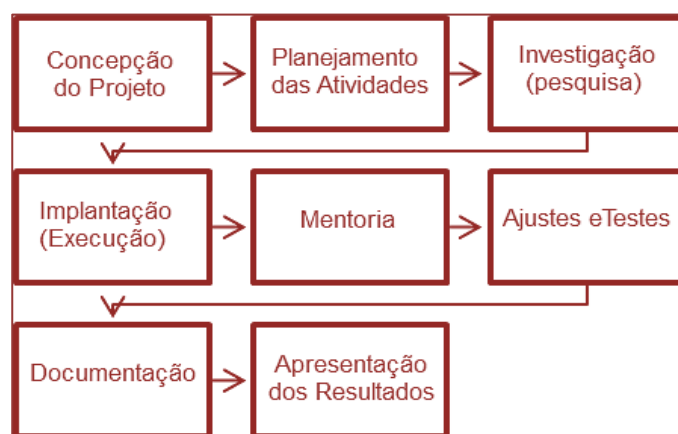 Concepção
do Projeto
Planejamento
das Atividades
Investigação
(pesquisa)
Implantação
(Execução)
Mentoria
Ajustes eTestes
Documentação
Apresentação
dos Resultados